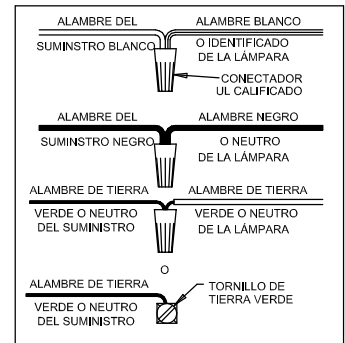 ALAMBRE DEL ALAMBRE BLANCO
SUMINSTRO BLANCO O IDENTIFICADO
DE LA LÁMPARA
CONECTADOR
UL CALIFICADO
ALAMBRE DEL ALAMBRE NEGRO
SUMINSTRO NEGRO O NEUTRO
DE LA LÁMPARA
ALAMBRE DE TIERRA ALAMBRE DE TIERRA
VERDE O NEUTRO VERDE O NEUTRO
DEL SUMINISTRO DE LA LÁMPARA
O
ALAMBRE DE TIERRA TORNILLO DE
VERDE O NEUTRO TIERRA VERDE
DEL SUMINISTRO